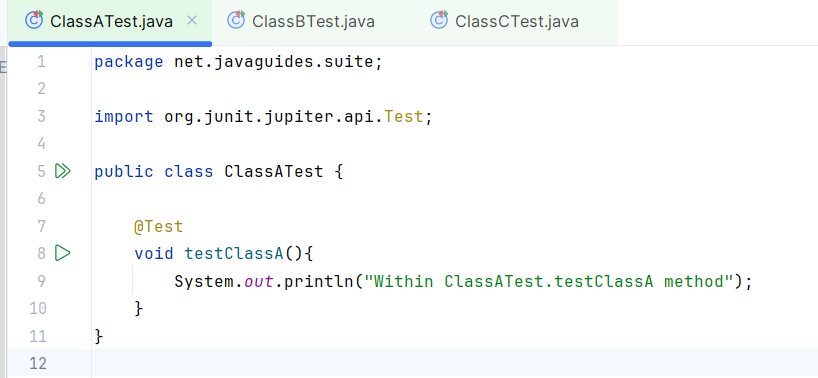 ClassATest.java ClassBTest.java ClassCTest.java
1 package net.javaguides.suite;
2
3 import org.junit.jupiter.api.Test;
4
5 public class ClassATest {
6
7 @Test
8 void testClassA(){
9 System.out.println("Within ClassATest.testClassA method");
10 }
11 }
12